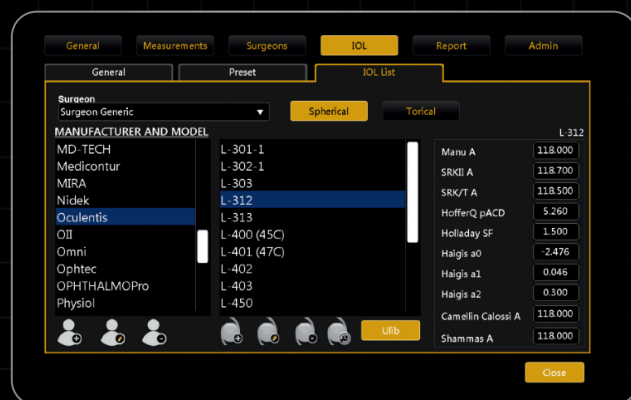 General Measurements Surgeons IOL Report Admin
General Preset IOL List
Surgeon
Surgeon Generic Spherical Torical
MANUFACTURER AND MODEL L-312
MD-TECH
Medicontur
MIRA
Nidek
Oculentis
OII
Omni
Ophtec
OPHTHALMOPro
Physiol
L-301-1
L-302-1
L-303
L-312
L-313
L-400 (45C)
L-401 (47C)
L-402
L-403
L-450
Manu A 118.000
SRKII A 118.700
SRK/T A 118.500
HofferQ pACD 5.260
Holladay SF 1.500
Haigis a0 -2.476
Haigis a1 0.046
Haigis a2 0.300
Camellin Calossi A 118.000
Shammas A 118.000
Ulib
Close